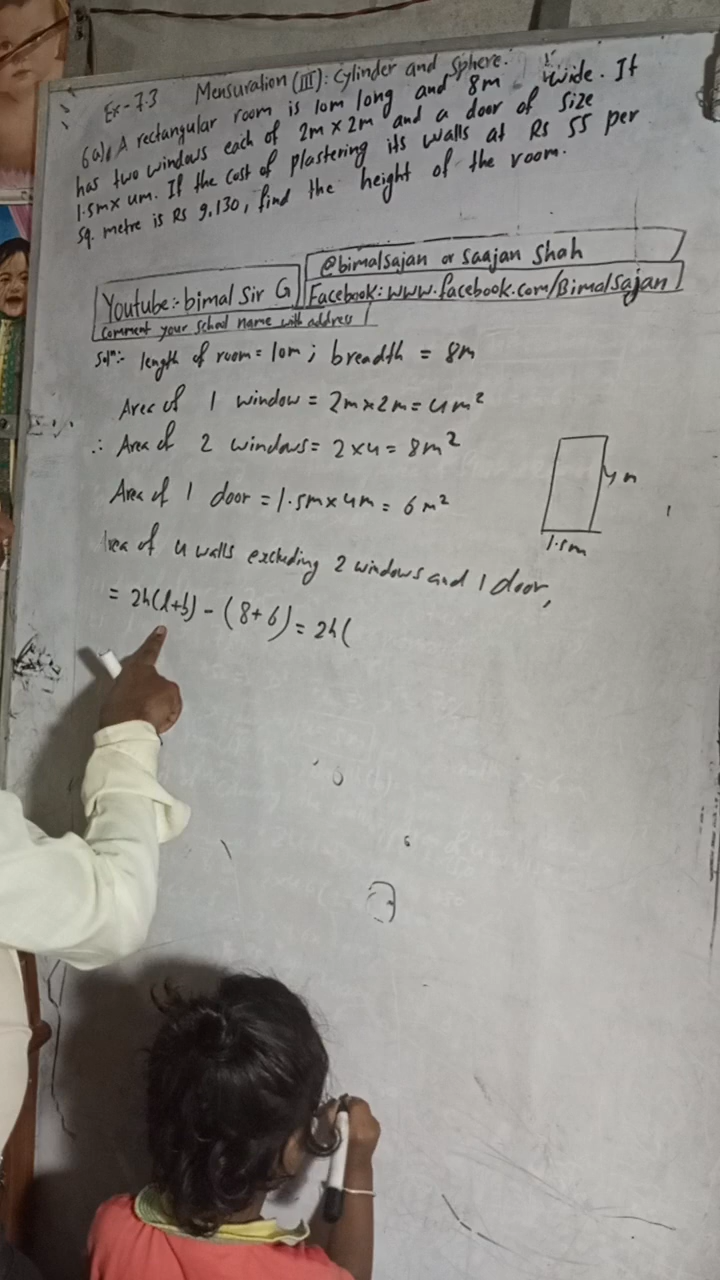 Ex-7.3 Mensuration (III): Cylinder and Sphere.
6a). A rectangular room is 10m long and 8m wide. It
has two windows each of 2m×2m and a door of size
1.5m× 4m. If the cost of plastering its walls at Rs 55 per
sq. metre is Rs 9,130, find the height of the room.
@bimalsajan or Saajan Shah
Youtube:- bimal Sir G
Facebook: www.facebook.com/BimalSajan
Comment your school name with address
Solⁿ:- length of room = 10m ; breadth = 8m
Area of 1 window = 2m×2m = 4m²
∴ Area of 2 windows = 2×4 = 8m²
Area of 1 door = 1.5m×4m = 6m²
4m
1.5m
Area of 4 walls excluding 2 windows and 1 door,
= 2h(l+b) - (8+6) = 2h(